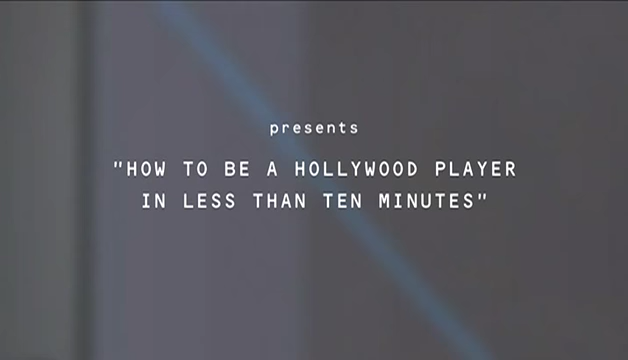 presents
"HOW TO BE A HOLLYWOOD PLAYER
IN LESS THAN TEN MINUTES"